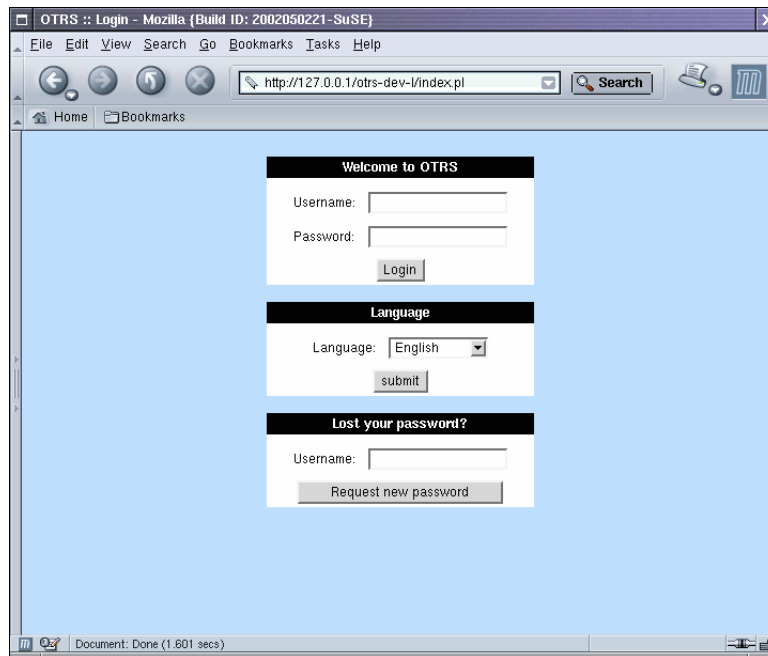 OTRS :: Login - Mozilla {Build ID: 2002050221-SuSE}
File Edit View Search Go Bookmarks Tasks Help
http://127.0.0.1/otrs-dev-l/index.pl Search
Home Bookmarks
Welcome to OTRS
Username:
Password:
Login
Language
Language: English
submit
Lost your password?
Username:
Request new password
Document: Done (1.601 secs)